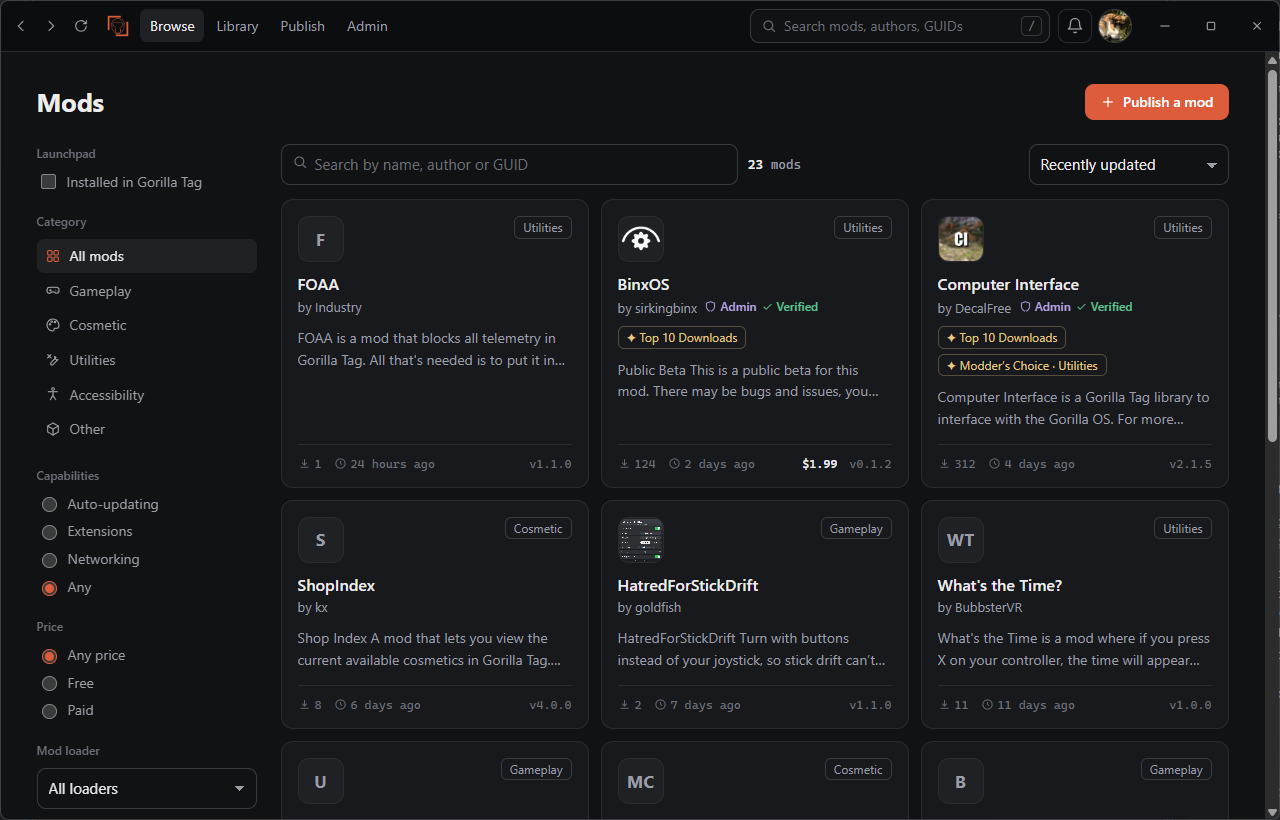 Browse Library Publish Admin
Search mods, authors, GUIDs /
Mods
+ Publish a mod
Launchpad
Installed in Gorilla Tag
Category
All mods
Gameplay
Cosmetic
Utilities
Accessibility
Other
Capabilities
Auto-updating
Extensions
Networking
Any
Price
Any price
Free
Paid
Mod loader
All loaders
Search by name, author or GUID
23 mods
Recently updated
F
Utilities
FOAA
by Industry
FOAA is a mod that blocks all telemetry in
Gorilla Tag. All that's needed is to put it in...
1 24 hours ago v1.1.0
Utilities
BinxOS
by sirkingbinx Admin ✓ Verified
✦ Top 10 Downloads
Public Beta This is a public beta for this
mod. There may be bugs and issues, you...
124 2 days ago $1.99 v0.1.2
CI
Utilities
Computer Interface
by DecalFree Admin ✓ Verified
✦ Top 10 Downloads
✦ Modder's Choice · Utilities
Computer Interface is a Gorilla Tag library to
interface with the Gorilla OS. For more...
312 4 days ago v2.1.5
S
Cosmetic
ShopIndex
by kx
Shop Index A mod that lets you view the
current available cosmetics in Gorilla Tag....
8 6 days ago v4.0.0
Gameplay
HatredForStickDrift
by goldfish
HatredForStickDrift Turn with buttons
instead of your joystick, so stick drift can't...
2 7 days ago v1.1.0
WT
Utilities
What's the Time?
by BubbsterVR
What's the Time is a mod where if you press
X on your controller, the time will appear...
11 11 days ago v1.0.0
U
Gameplay
MC
Cosmetic
B
Gameplay